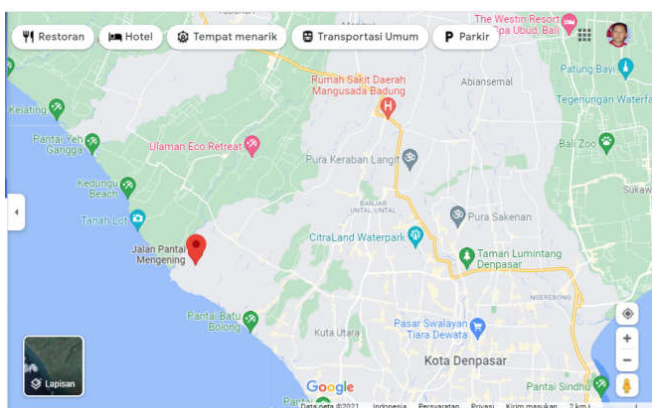 The Westin Resort
Spa Ubud, Bali
Restoran
Hotel
Tempat menarik
Transportasi Umum
P Parkir
Patung Bayi
Rumah Sakit Daerah
Mangusada Badung
H
Abiansemal
Tegenungan Waterfa
Kelating
Pantai Yeh
Gangga
Ulaman Eco Retreat
Bali Zoo
Pura Keraban Langit
Kedungu
Beach
Sukaw
BANJAR
UNTAL-UNTAL
Tanah Lot
Pura Sakenan
CitraLand Waterpark
Jalan Pantai
Mengening
Taman Lumintang
Denpasar
Pantai Batu
Bolong
Kuta Utara
Pasar Swalayan
Tiara Dewata
Kota Denpasar
Lapisan
Google
Pantai Sindhu
Data peta ©2021 Indonesia Persyaratan Privasi Kirim masukan 2 km